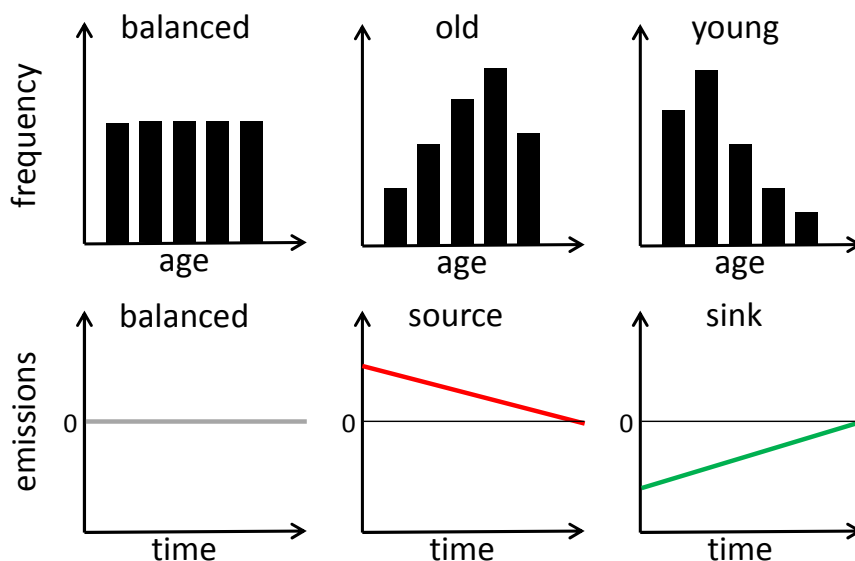 balanced
old
young
frequency
age
age
age
balanced
source
sink
emissions
0
0
0
time
time
time